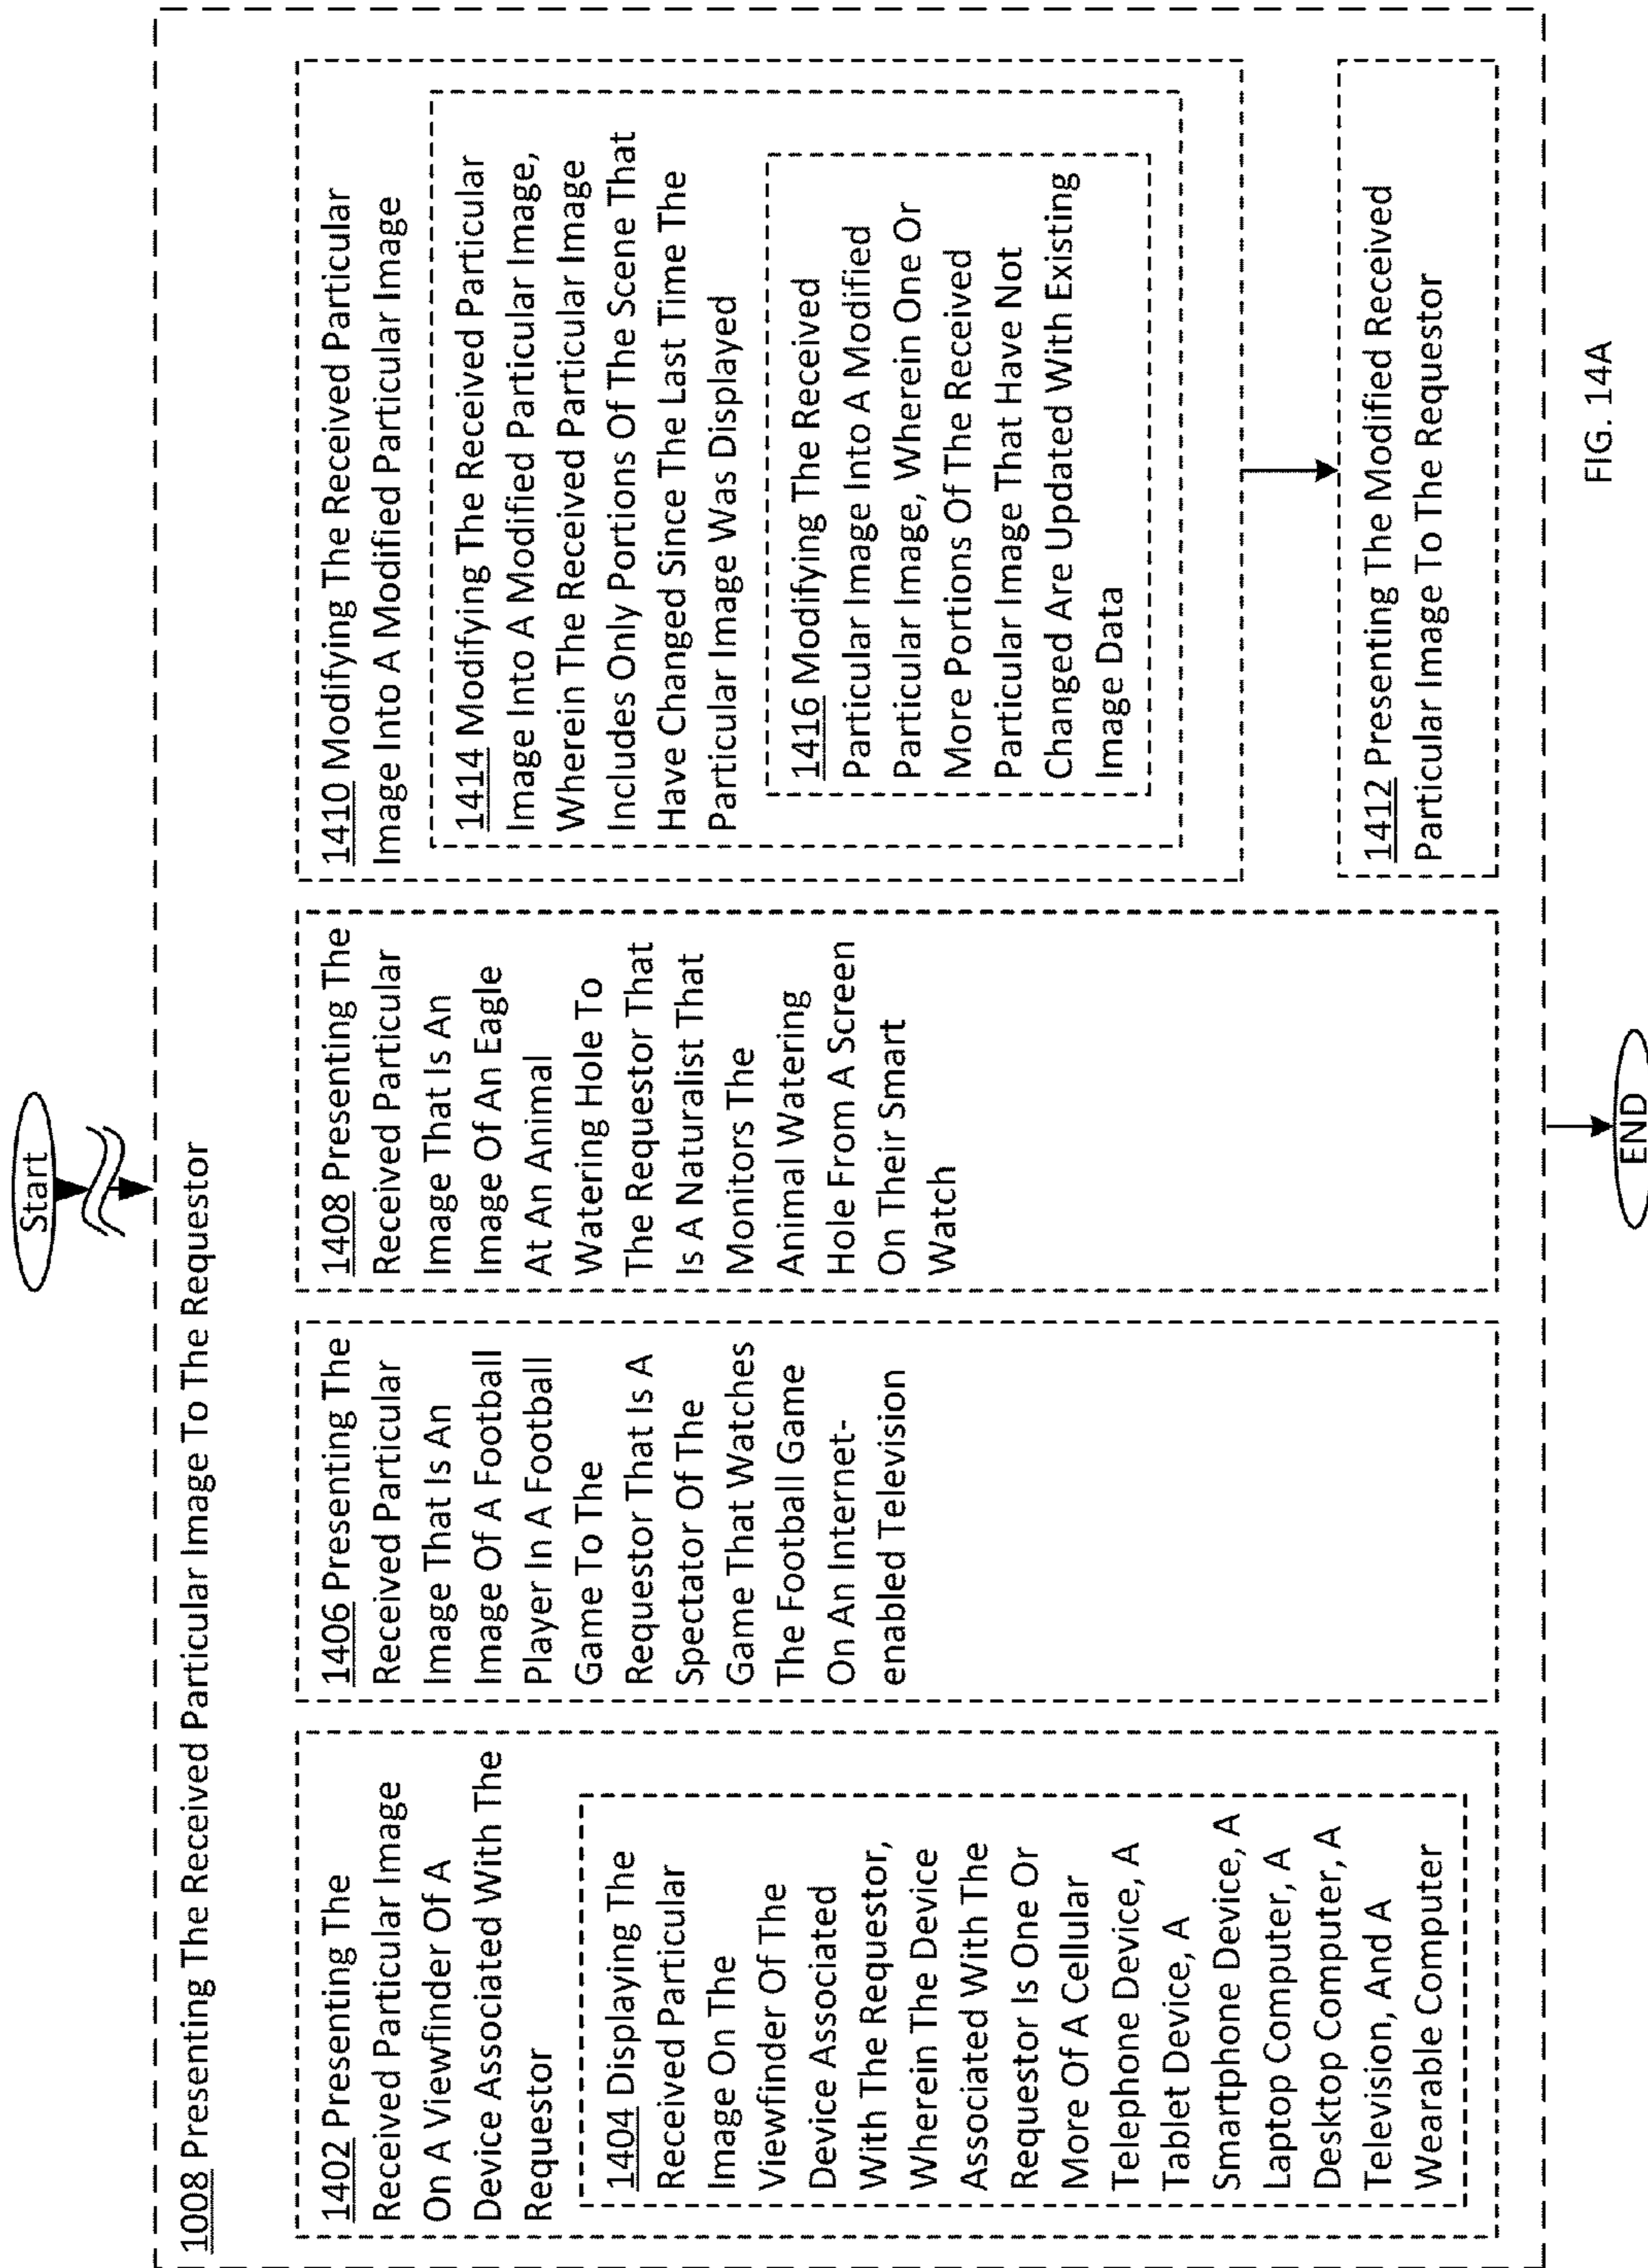 Start
1008 Presenting The Received Particular Image To The Requestor
1402 Presenting The
Received Particular Image
On A Viewfinder Of A
Device Associated With The
Requestor
1404 Displaying The
Received Particular
Image On The
Viewfinder Of The
Device Associated
With The Requestor,
Wherein The Device
Associated With The
Requestor Is One Or
More Of A Cellular
Telephone Device, A
Tablet Device, A
Smartphone Device, A
Laptop Computer, A
Desktop Computer, A
Television, And A
Wearable Computer
1406 Presenting The
Received Particular
Image That Is An
Image Of A Football
Player In A Football
Game To The
Requestor That Is A
Spectator Of The
Game That Watches
The Football Game
On An Internet-
enabled Television
1408 Presenting The
Received Particular
Image That Is An
Image Of An Eagle
At An Animal
Watering Hole To
The Requestor That
Is A Naturalist That
Monitors The
Animal Watering
Hole From A Screen
On Their Smart
Watch
1410 Modifying The Received Particular
Image Into A Modified Particular Image
1414 Modifying The Received Particular
Image Into A Modified Particular Image,
Wherein The Received Particular Image
Includes Only Portions Of The Scene That
Have Changed Since The Last Time The
Particular Image Was Displayed
1416 Modifying The Received
Particular Image Into A Modified
Particular Image, Wherein One Or
More Portions Of The Received
Particular Image That Have Not
Changed Are Updated With Existing
Image Data
1412 Presenting The Modified Received
Particular Image To The Requestor
END
FIG. 14A